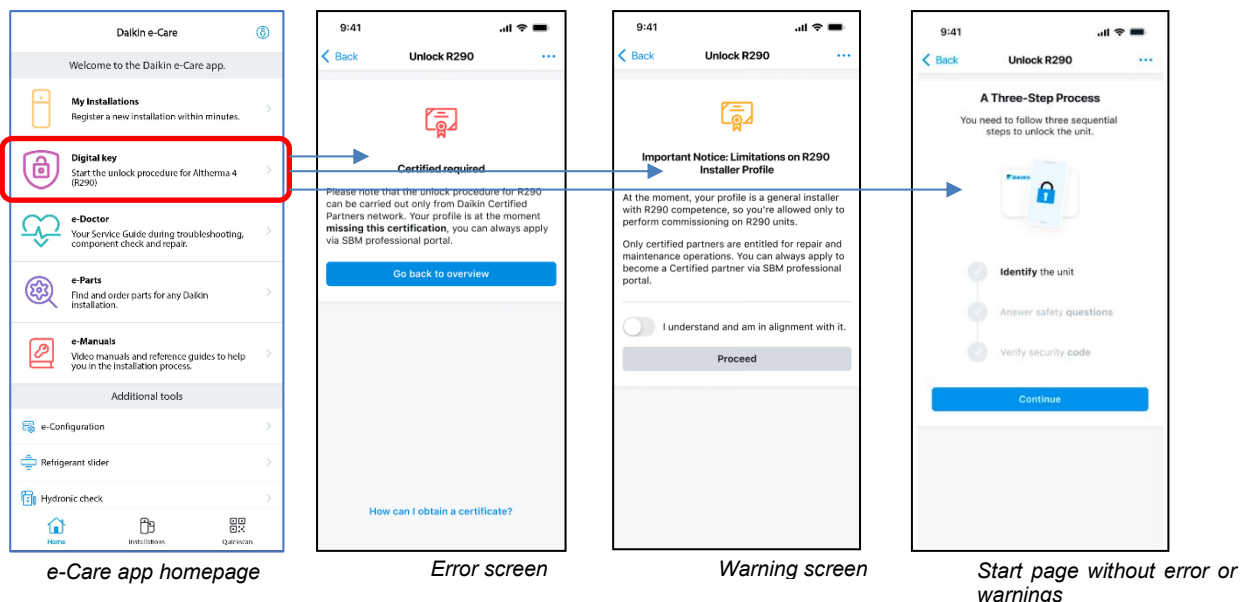 Daikin e-Care
Welcome to the Daikin e-Care app.
My Installations
Register a new installation within minutes.
Digital key
Start the unlock procedure for Altherma 4
(R290)
e-Doctor
Your Service Guide during troubleshooting,
component check and repair.
e-Parts
Find and order parts for any Daikin
installation.
e-Manuals
Video manuals and reference guides to help
you in the installation process.
Additional tools
e-Configuration
Refrigerant slider
Hydronic check
Home Installations Quickscan
e-Care app homepage
9:41
Back Unlock R290
Certified required
Please note that the unlock procedure for R290
can be carried out only from Daikin Certified
Partners network. Your profile is at the moment
missing this certification, you can always apply
via SBM professional portal.
Go back to overview
How can I obtain a certificate?
Error screen
9:41
Back Unlock R290
Important Notice: Limitations on R290
Installer Profile
At the moment, your profile is a general installer
with R290 competence, so you're allowed only to
perform commissioning on R290 units.
Only certified partners are entitled for repair and
maintenance operations. You can always apply to
become a Certified partner via SBM professional
portal.
I understand and am in alignment with it.
Proceed
Warning screen
9:41
Back Unlock R290
A Three-Step Process
You need to follow three sequential
steps to unlock the unit.
DAIKIN
Identify the unit
Answer safety questions
Verify security code
Continue
Start page without error or
warnings